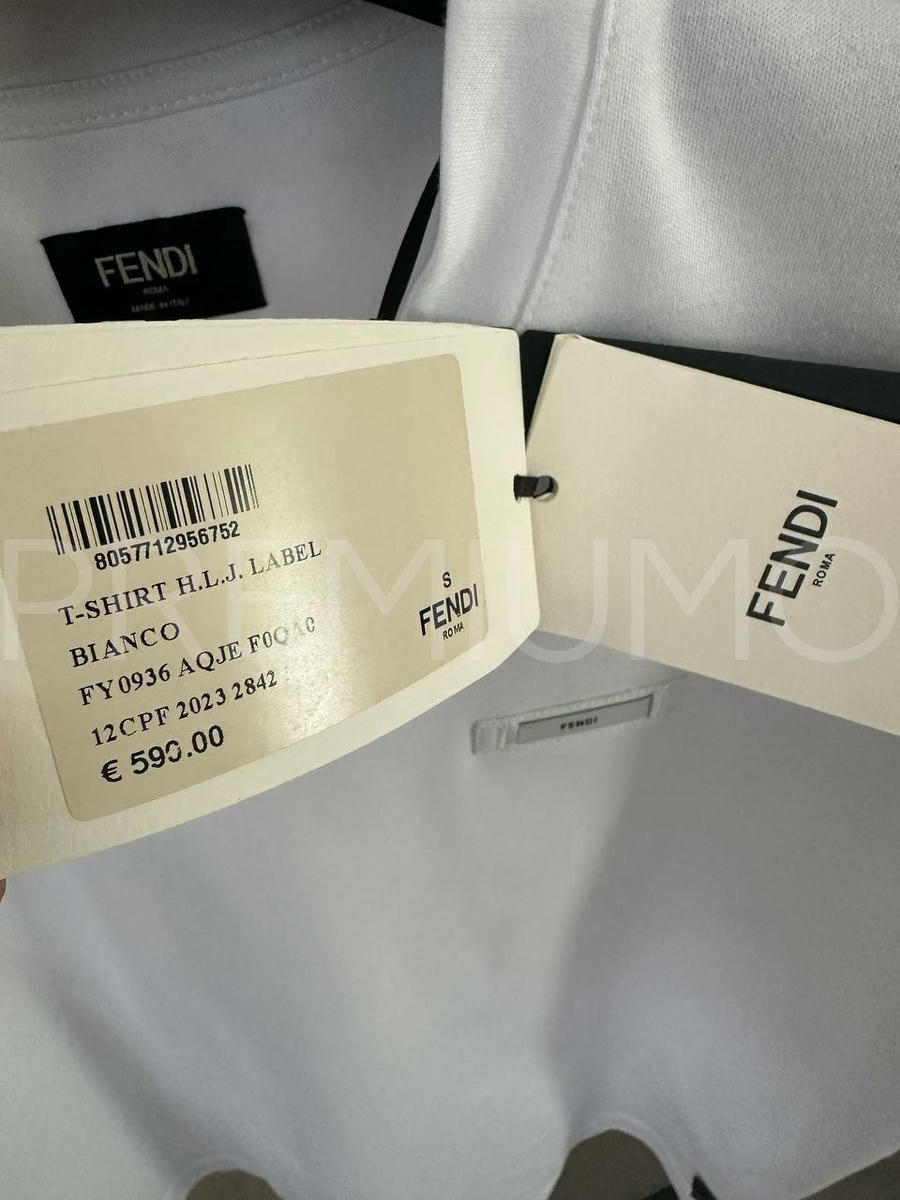 FENDI
ROMA
MADE IN ITALY
8057712956752
T-SHIRT H.L.J. LABEL
BIANCO
FY0936 AQJE F0QA0
12CPF 2023 2842
€ 590.00
S
FENDI
ROMA
FENDI
ROMA
FENDI
PREMIUMO